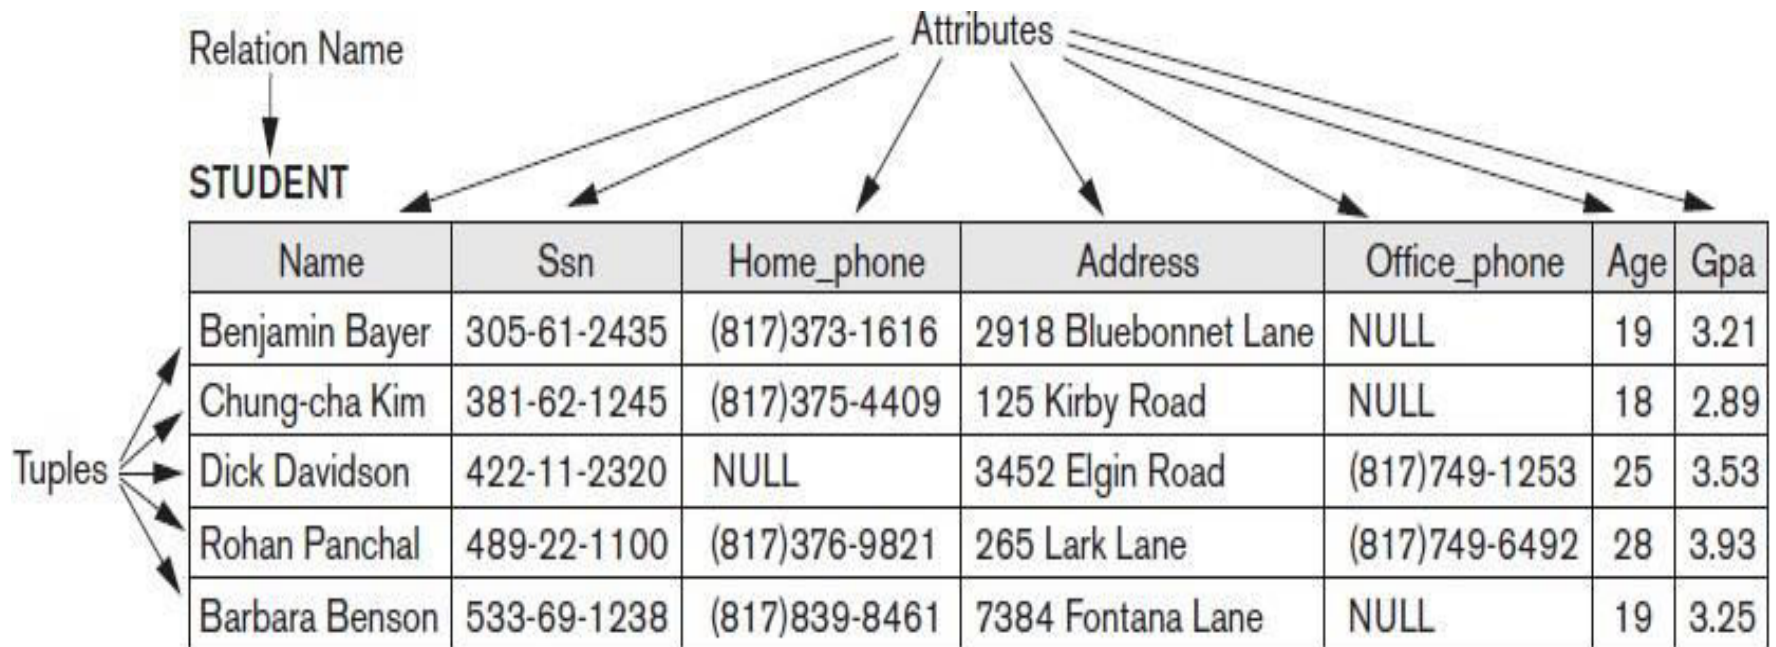 Attributes
Relation Name
STUDENT
Name Ssn Home_phone Address Office_phone Age Gpa
Benjamin Bayer 305-61-2435 (817)373-1616 2918 Bluebonnet Lane NULL 19 3.21
Chung-cha Kim 381-62-1245 (817)375-4409 125 Kirby Road NULL 18 2.89
Tuples Dick Davidson 422-11-2320 NULL 3452 Elgin Road (817)749-1253 25 3.53
Rohan Panchal 489-22-1100 (817)376-9821 265 Lark Lane (817)749-6492 28 3.93
Barbara Benson 533-69-1238 (817)839-8461 7384 Fontana Lane NULL 19 3.25